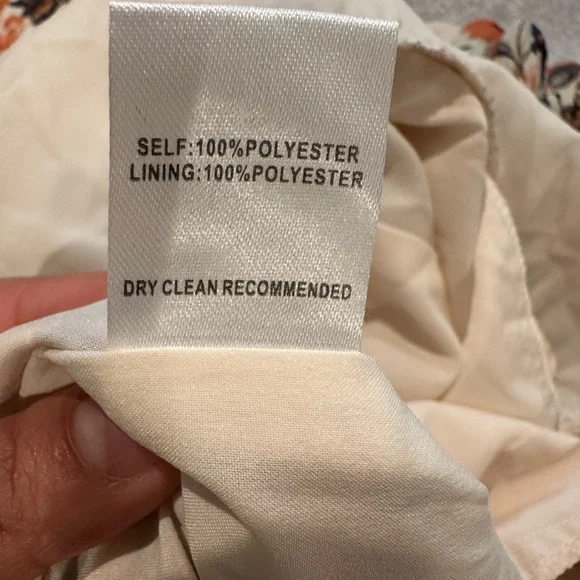 SELF:100%POLYESTER
LINING:100%POLYESTER
DRY CLEAN RECOMMENDED